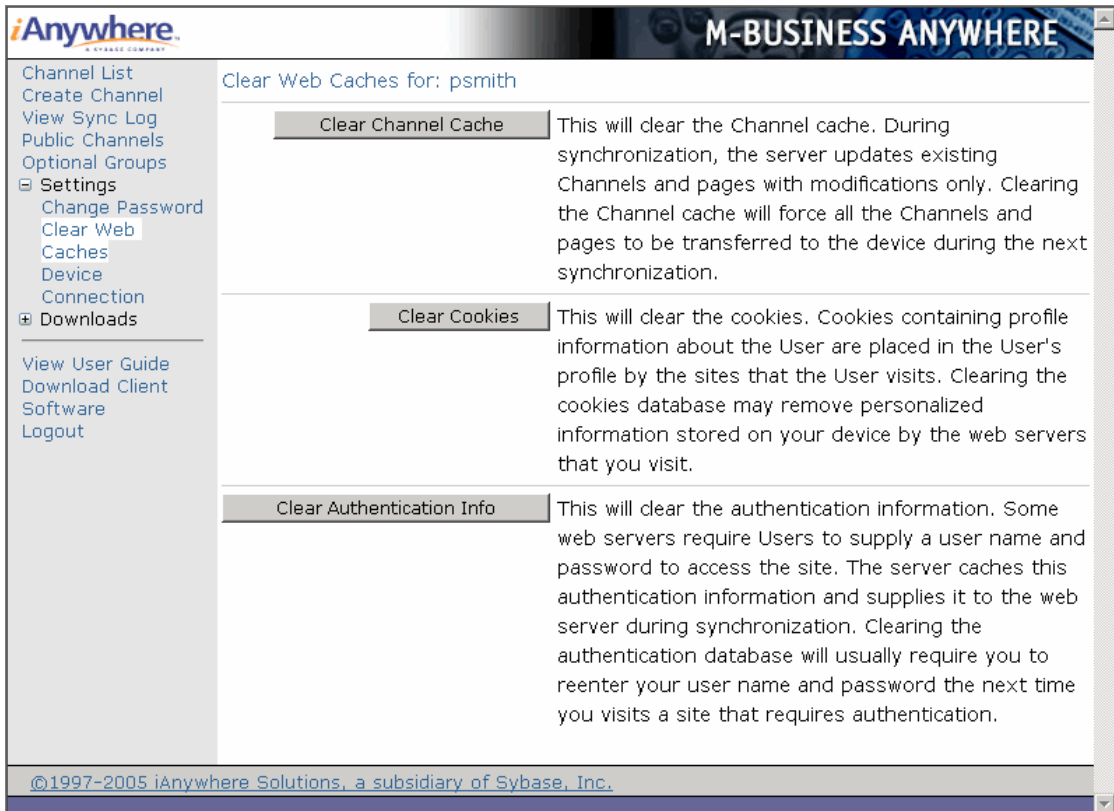 iAnywhere.
A SYBASE COMPANY
M-BUSINESS ANYWHERE
Channel List
Create Channel
View Sync Log
Public Channels
Optional Groups
Settings
Change Password
Clear Web
Caches
Device
Connection
Downloads
View User Guide
Download Client
Software
Logout
Clear Web Caches for: psmith
Clear Channel Cache
This will clear the Channel cache. During
synchronization, the server updates existing
Channels and pages with modifications only. Clearing
the Channel cache will force all the Channels and
pages to be transferred to the device during the next
synchronization.
Clear Cookies
This will clear the cookies. Cookies containing profile
information about the User are placed in the User's
profile by the sites that the User visits. Clearing the
cookies database may remove personalized
information stored on your device by the web servers
that you visit.
Clear Authentication Info
This will clear the authentication information. Some
web servers require Users to supply a user name and
password to access the site. The server caches this
authentication information and supplies it to the web
server during synchronization. Clearing the
authentication database will usually require you to
reenter your user name and password the next time
you visits a site that requires authentication.
©1997-2005 iAnywhere Solutions, a subsidiary of Sybase, Inc.